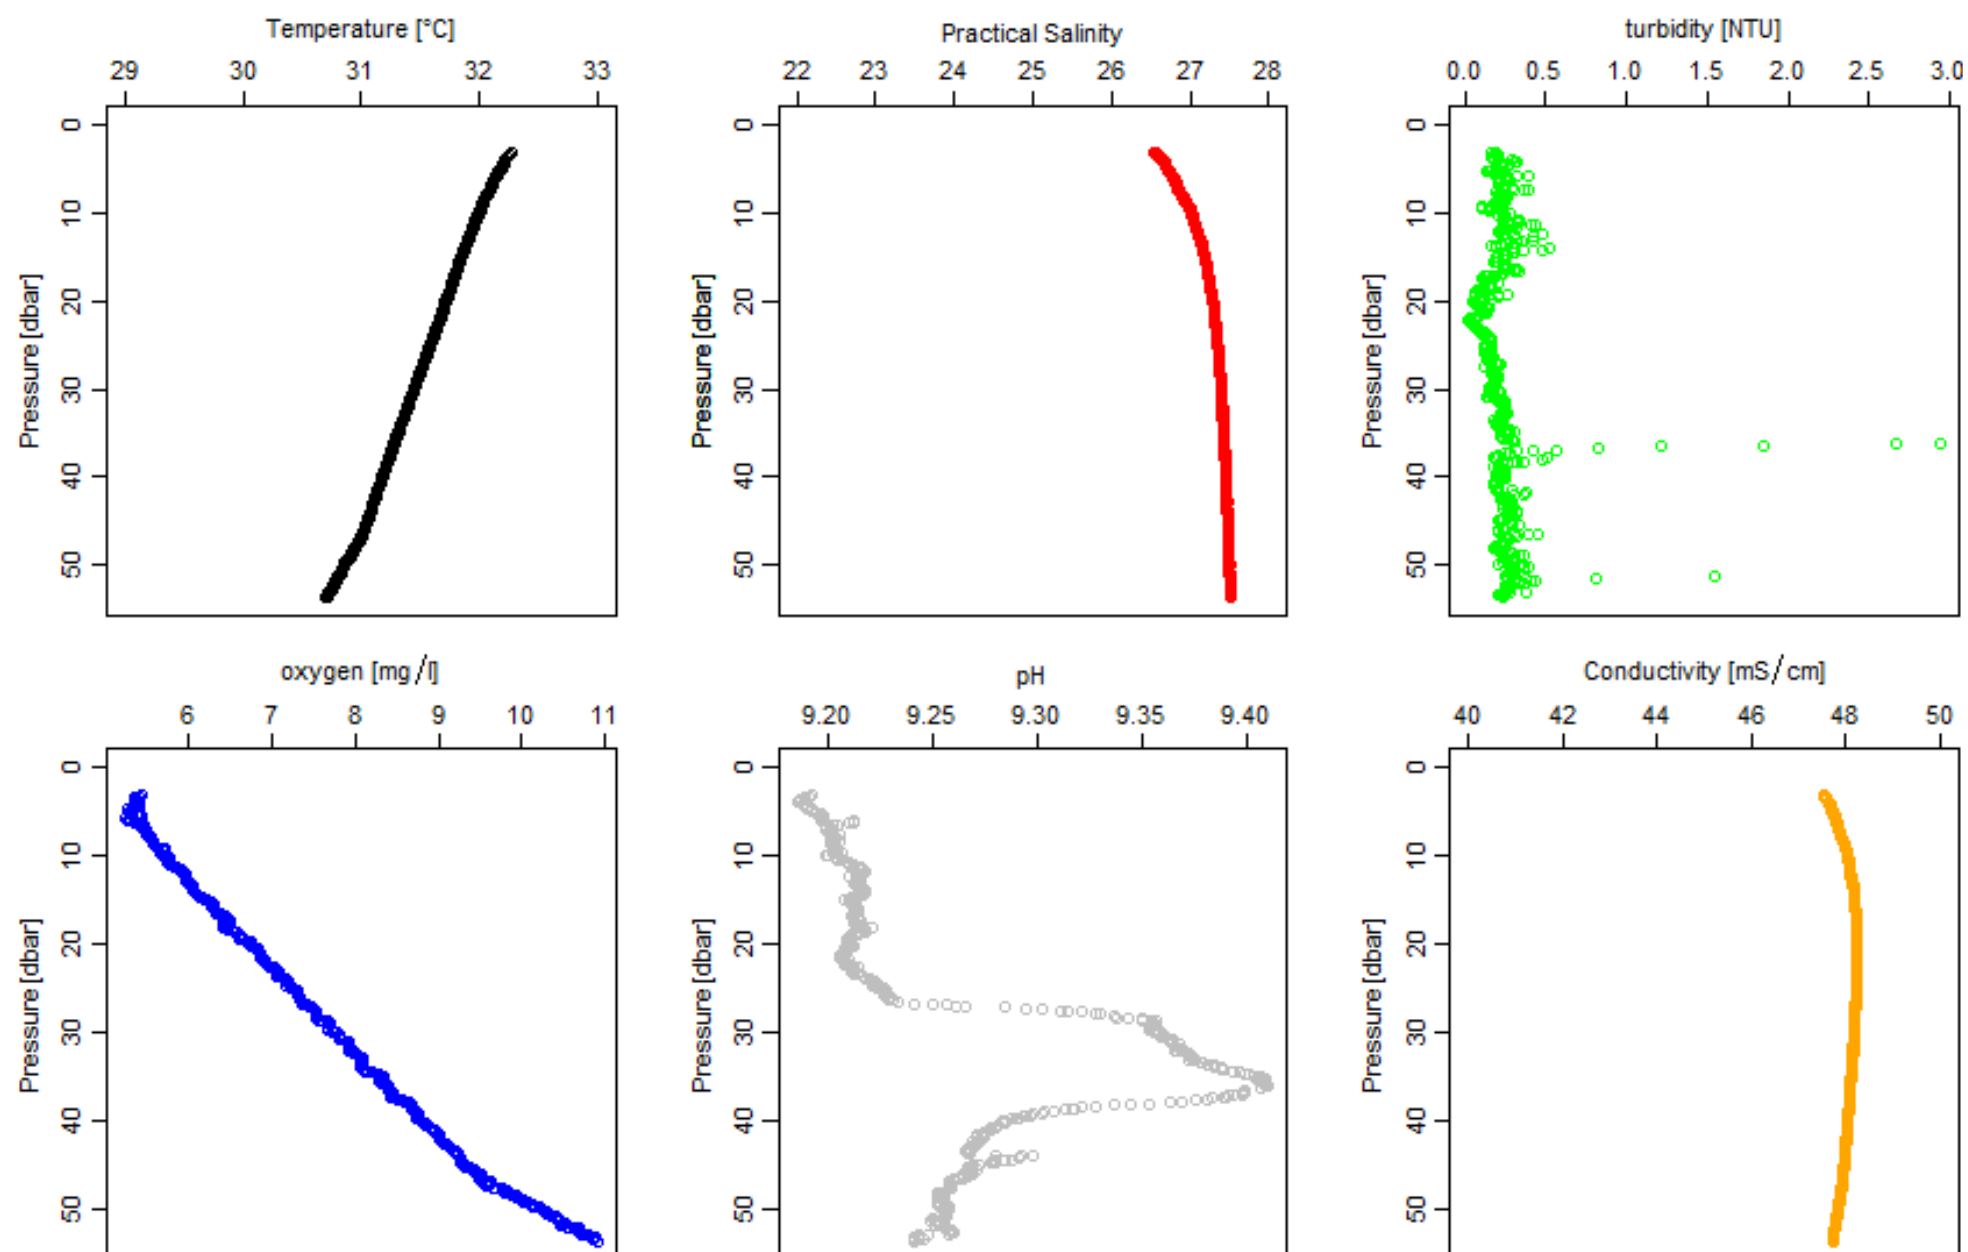 Temperature [°C]
29 30 31 32 33
Pressure [dbar]
0
10
20
30
40
50
Practical Salinity
22 23 24 25 26 27 28
Pressure [dbar]
0
10
20
30
40
50
turbidity [NTU]
0.0 0.5 1.0 1.5 2.0 2.5 3.0
Pressure [dbar]
0
10
20
30
40
50
oxygen [mg/l]
6 7 8 9 10 11
Pressure [dbar]
0
10
20
30
40
50
pH
9.20 9.25 9.30 9.35 9.40
Pressure [dbar]
0
10
20
30
40
50
Conductivity [mS/cm]
40 42 44 46 48 50
Pressure [dbar]
0
10
20
30
40
50